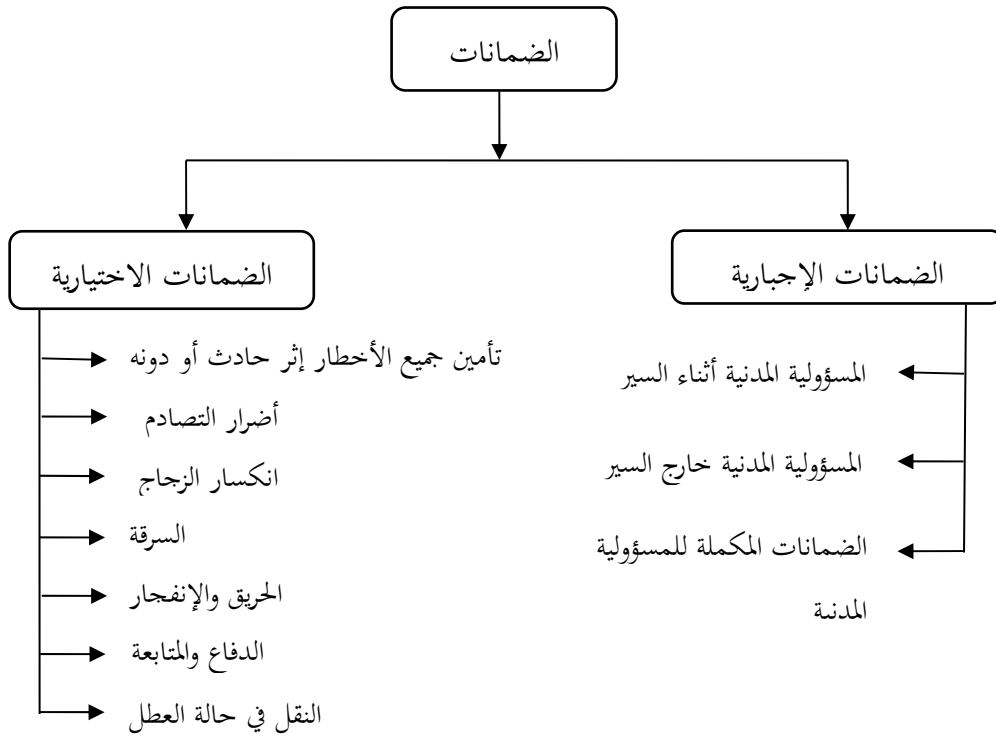 الضمانات
الضمانات الإجبارية
المسؤولية المدنية أثناء السير
المسؤولية المدنية خارج السير
الضمانات المكملة للمسؤولية
المدنية
الضمانات الاختيارية
تأمين جميع الأخطار إثر حادث أو دونه
أضرار التصادم
انكسار الزجاج
السرقة
الحريق والإنفجار
الدفاع والمتابعة
النقل في حالة العطل